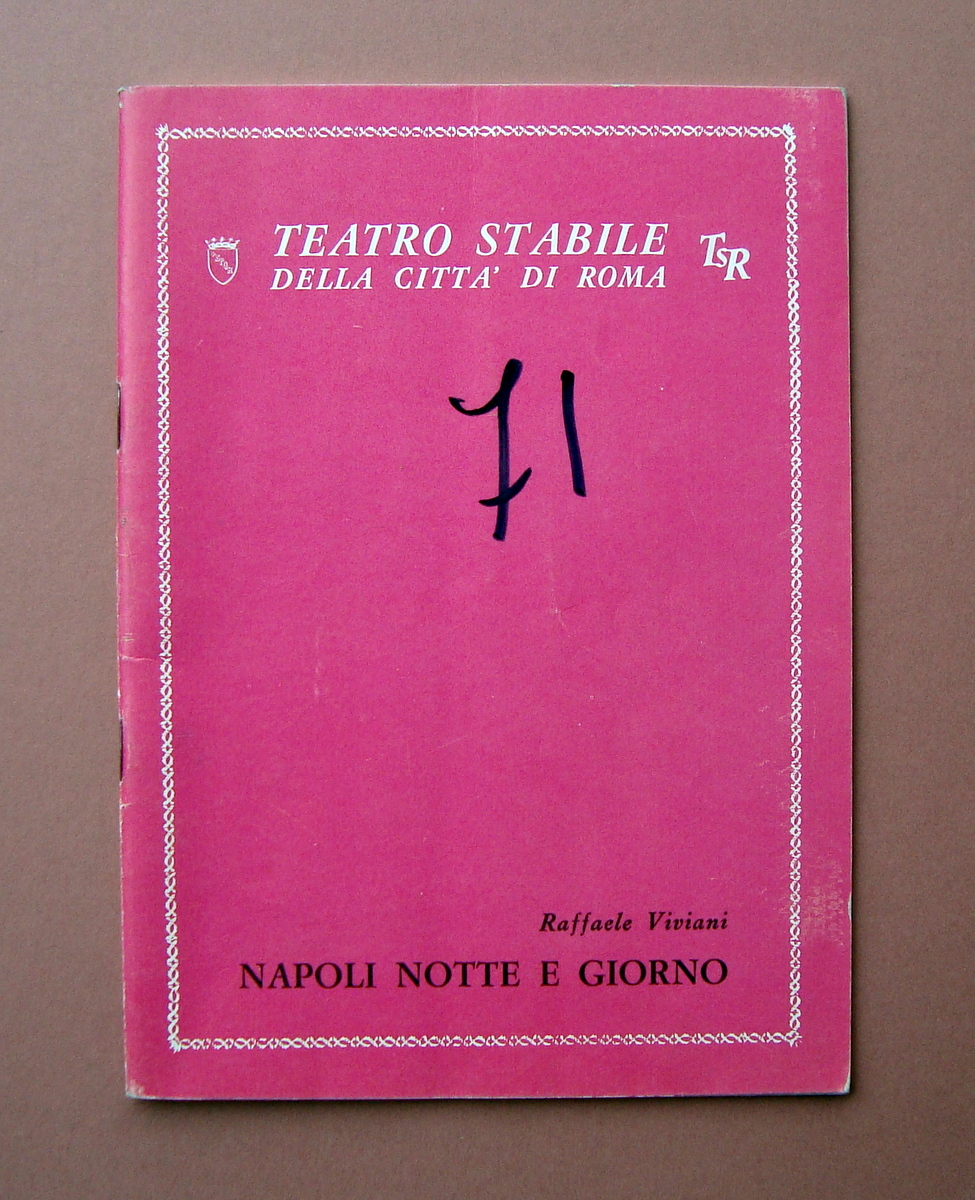 TEATRO STABILE
DELLA CITTA' DI ROMA
TSR
71
Raffaele Viviani
NAPOLI NOTTE E GIORNO